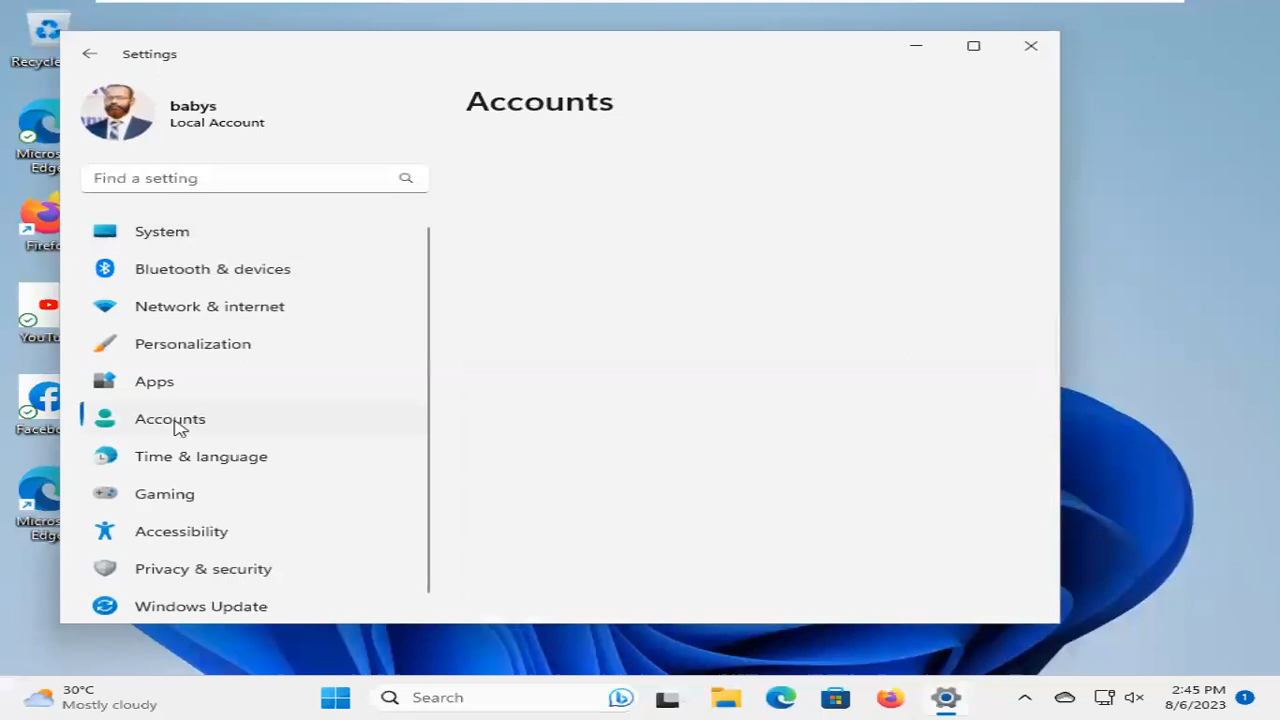 Settings
babys
Local Account
Accounts
Find a setting
System
Bluetooth & devices
Network & internet
Personalization
Apps
Accounts
Time & language
Gaming
Accessibility
Privacy & security
Windows Update
30°C
Mostly cloudy
Search
2:45 PM
8/6/2023
1